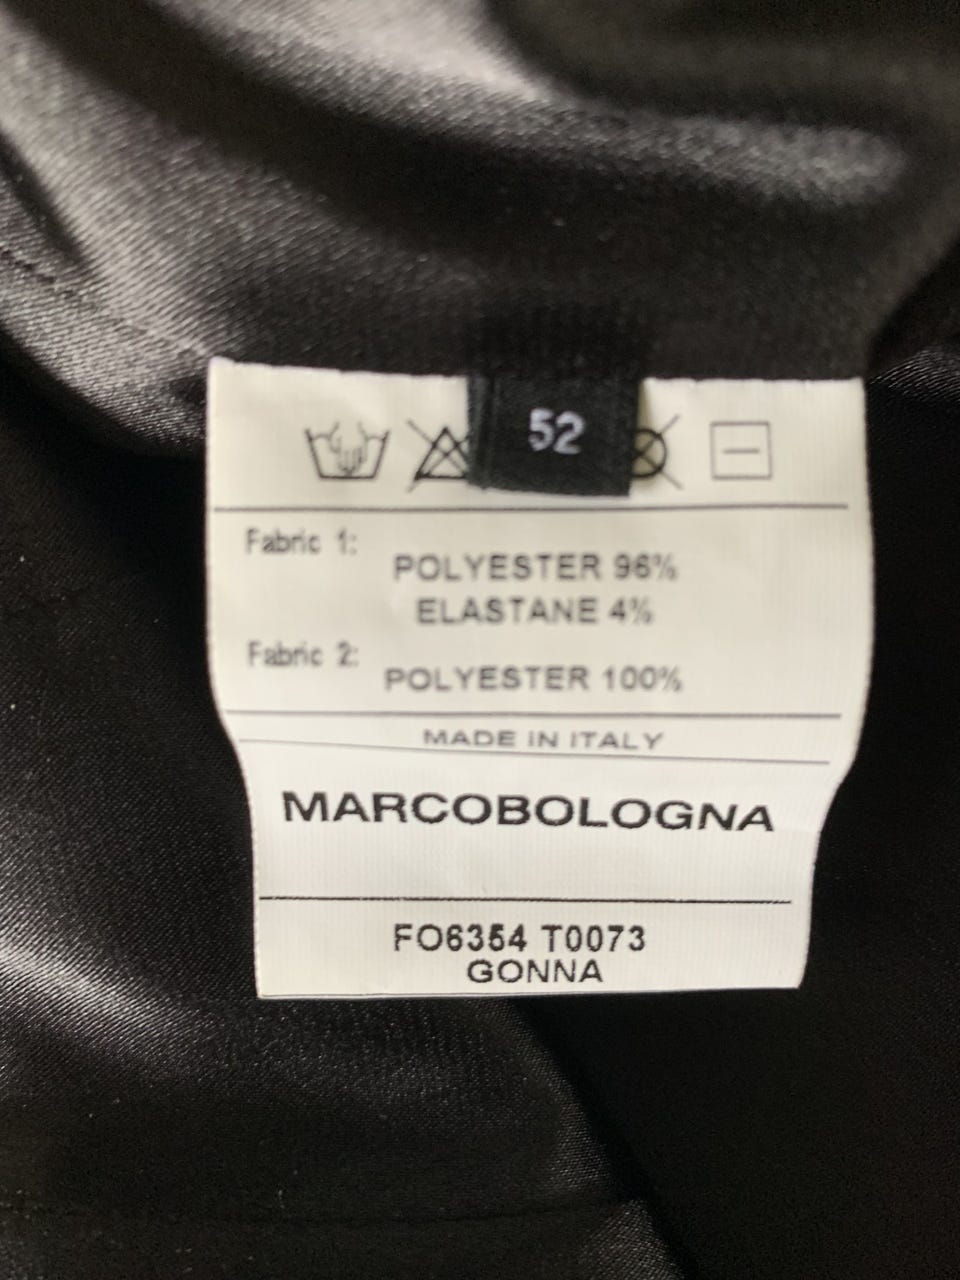 52
Fabric 1:
POLYESTER 96%
ELASTANE 4%
Fabric 2:
POLYESTER 100%
MADE IN ITALY
MARCOBOLOGNA
FO6354 T0073
GONNA